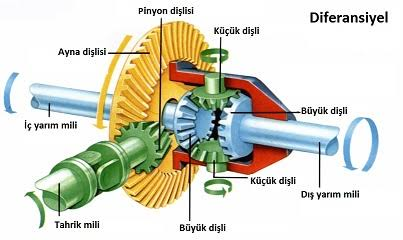 Pinyon dişlisi
Küçük dişli
Diferansiyel
Ayna dişlisi
Büyük dişli
İç yarım mili
Küçük dişli
Dış yarım mili
Tahrik mili
Büyük dişli